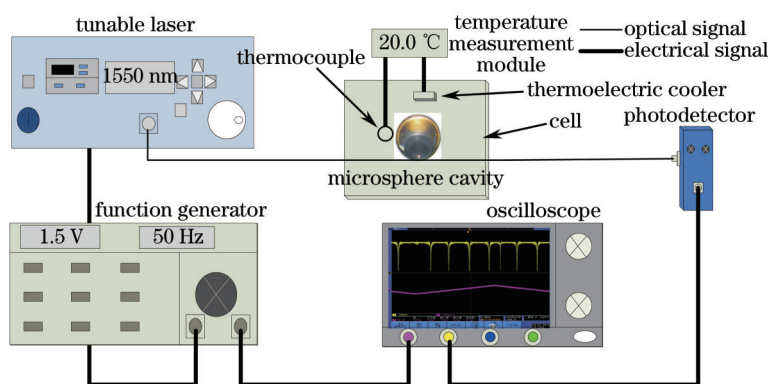 tunable laser
1550 nm
thermocouple
20.0 ℃
temperature
measurement
module
optical signal
electrical signal
thermoelectric cooler
cell
photodetector
microsphere cavity
function generator
1.5 V
50 Hz
oscilloscope